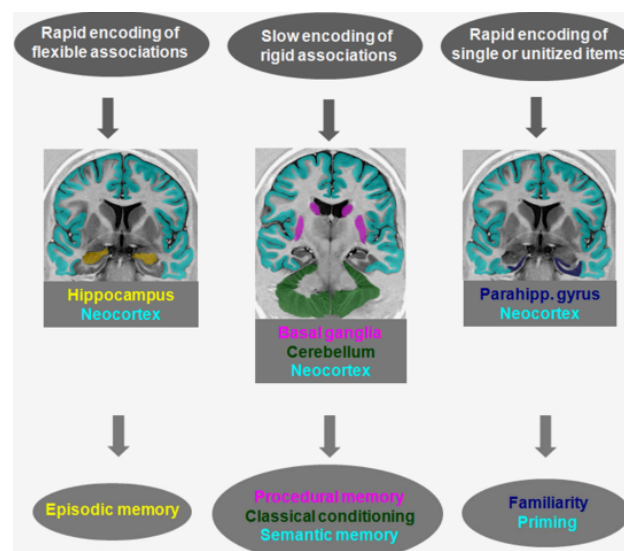 Rapid encoding of
flexible associations
Slow encoding of
rigid associations
Rapid encoding of
single or unitized items
Hippocampus
Neocortex
Basal ganglia
Cerebellum
Neocortex
Parahipp. gyrus
Neocortex
Episodic memory
Procedural memory
Classical conditioning
Semantic memory
Familiarity
Priming